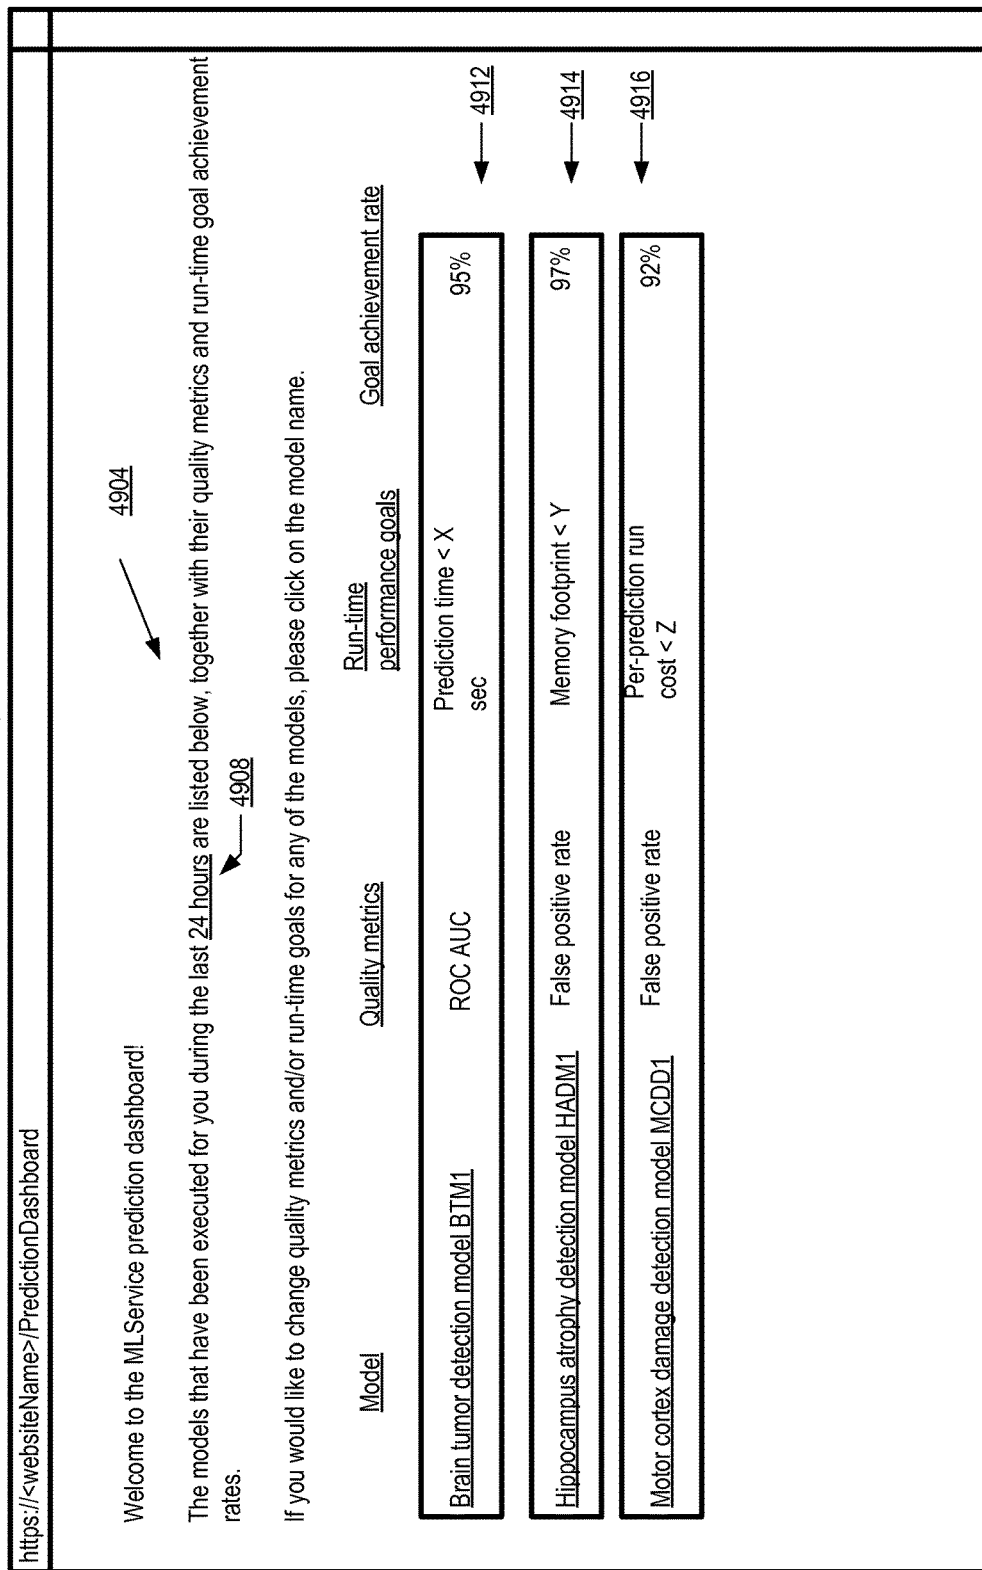 https://<websiteName>/PredictionDashboard
Welcome to the MLService prediction dashboard!
4904
The models that have been executed for you during the last 24 hours are listed below, together with their quality metrics and run-time goal achievement
rates.
4908
If you would like to change quality metrics and/or run-time goals for any of the models, please click on the model name.
Model
Quality metrics
Run-time
performance goals
Goal achievement rate
Brain tumor detection model BTM1
ROC AUC
Prediction time < X
sec
95%
4912
Hippocampus atrophy detection model HADM1
False positive rate
Memory footprint < Y
97%
4914
Motor cortex damage detection model MCDD1
False positive rate
Per-prediction run
cost < Z
92%
4916